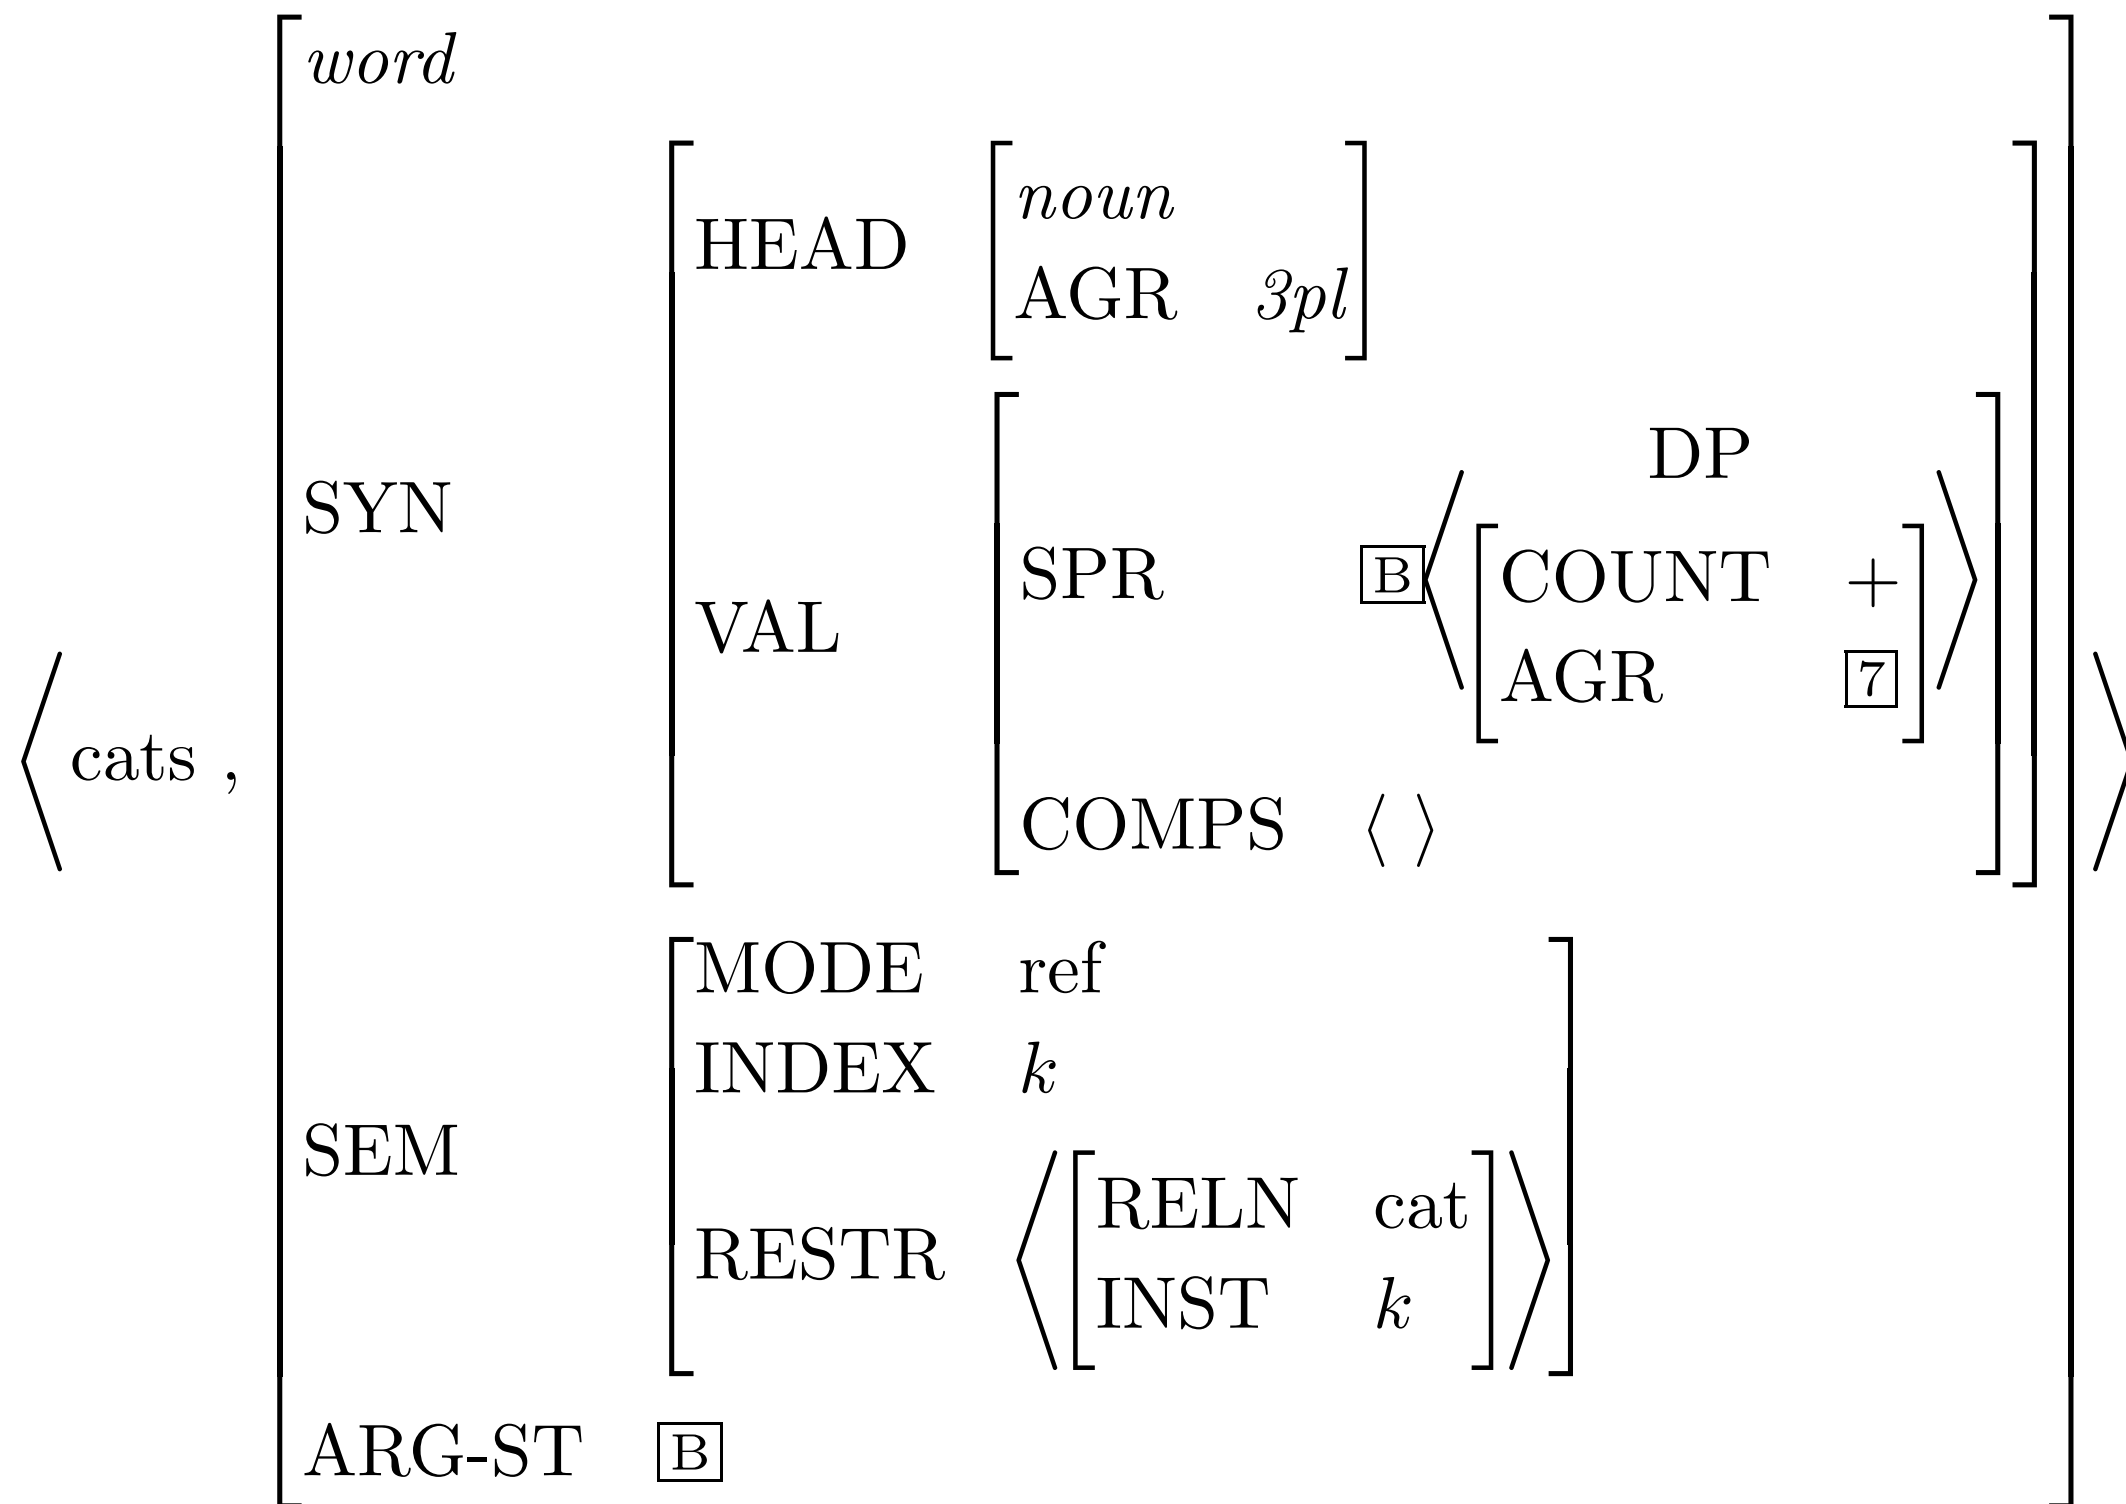 word
HEAD
noun
AGR 3pl
SYN
VAL
SPR B
DP
COUNT +
AGR 7
COMPS ⟨ ⟩
⟨ cats , ⟩
SEM
MODE ref
INDEX k
RESTR
RELN cat
INST k
ARG-ST B